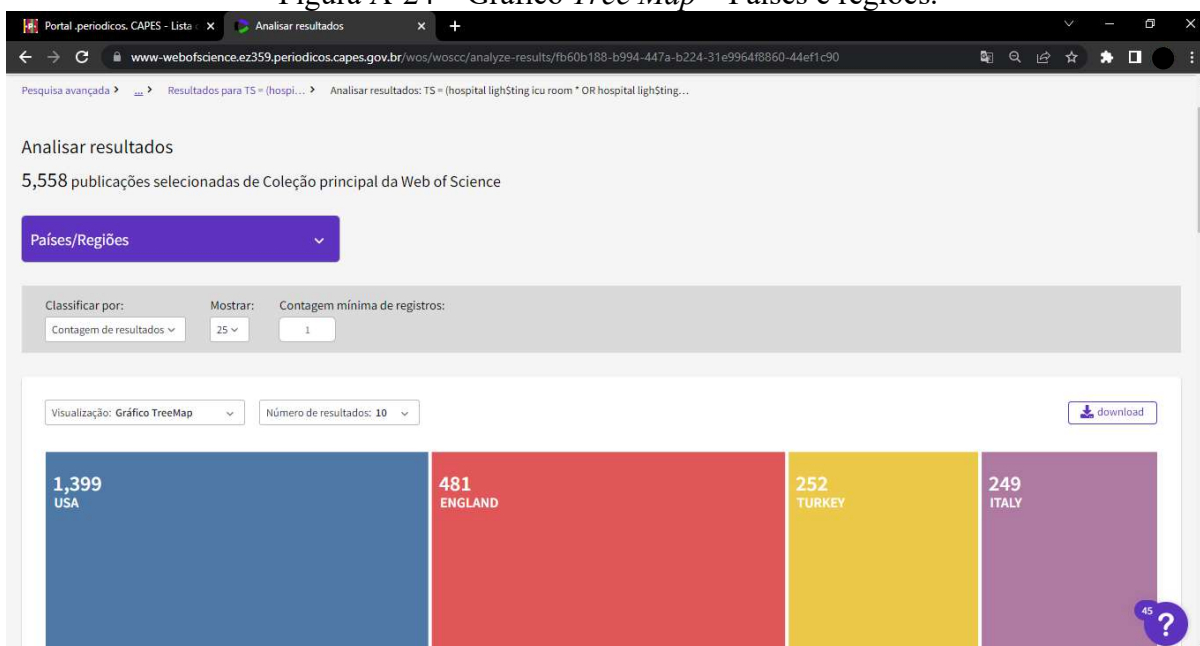 Figura A-24 – Gráfico Tree Map – Países e regiões.
Portal .periodicos. CAPES - Lista
Analisar resultados
www-webofscience.ez359.periodicos.capes.gov.br/wos/woscc/analyze-results/fb60b188-b994-447a-b224-31e9964f8860-44ef1c90
Pesquisa avançada > ... > Resultados para TS = (hospi... > Analisar resultados: TS = (hospital ligh$ting icu room * OR hospital ligh$ting...
Analisar resultados
5,558 publicações selecionadas de Coleção principal da Web of Science
Países/Regiões
Classificar por: Mostrar: Contagem mínima de registros:
Contagem de resultados 25 1
Visualização: Gráfico TreeMap Número de resultados: 10 download
1,399 481 252 249
USA ENGLAND TURKEY ITALY
45 ?